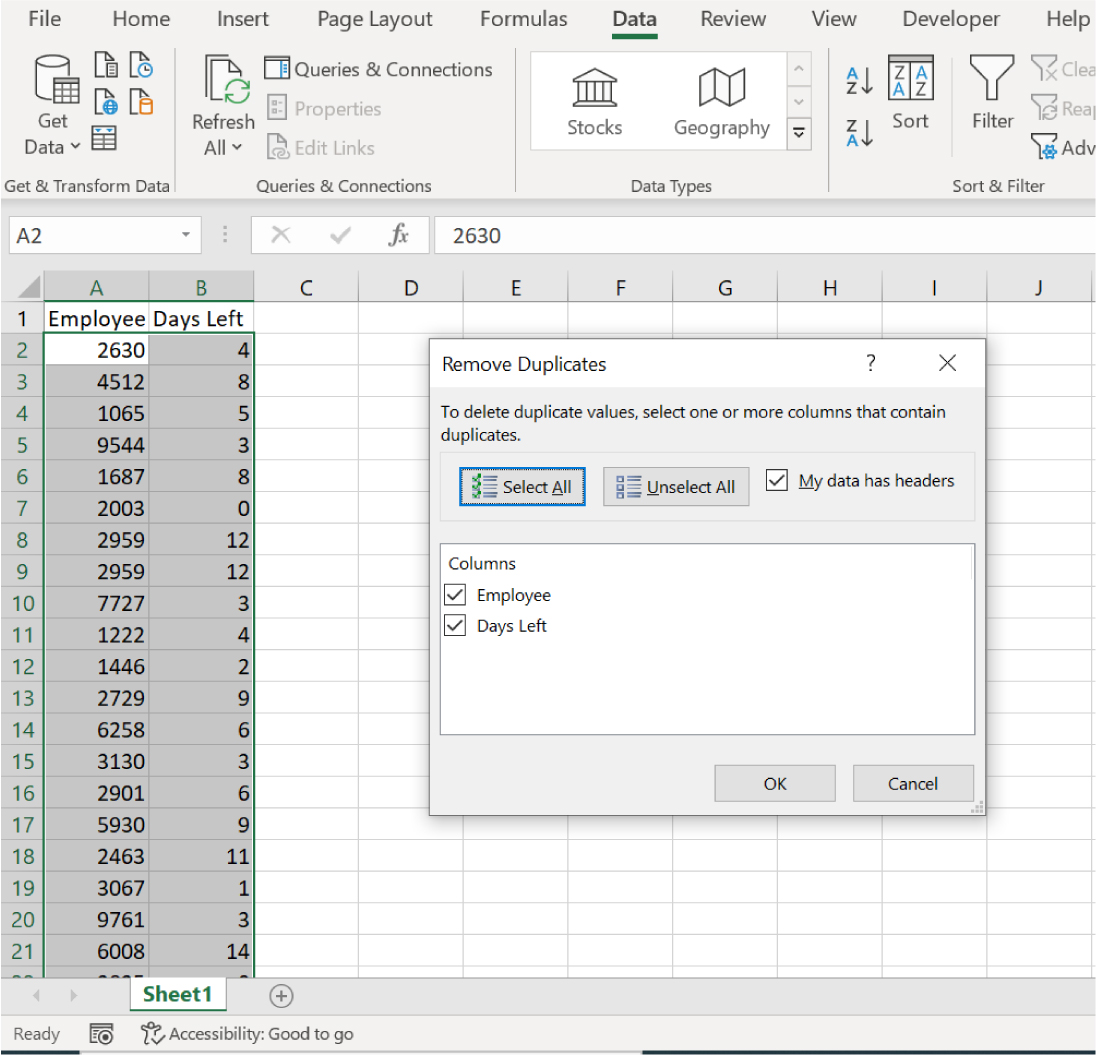 File Home Insert Page Layout Formulas Data Review View Developer Help
Queries & Connections
Properties
Edit Links
Get
Data
Refresh
All
Stocks Geography
Sort
Filter
Get & Transform Data
Queries & Connections
Data Types
Sort & Filter
A2
fx
2630
A B C D E F G H I J
1 Employee Days Left
2 2630 4
3 4512 8
4 1065 5
5 9544 3
6 1687 8
7 2003 0
8 2959 12
9 2959 12
10 7727 3
11 1222 4
12 1446 2
13 2729 9
14 6258 6
15 3130 3
16 2901 6
17 5930 9
18 2463 11
19 3067 1
20 9761 3
21 6008 14
Remove Duplicates ?
To delete duplicate values, select one or more columns that contain
duplicates.
Select All Unselect All My data has headers
Columns
Employee
Days Left
OK Cancel
Sheet1
Ready Accessibility: Good to go